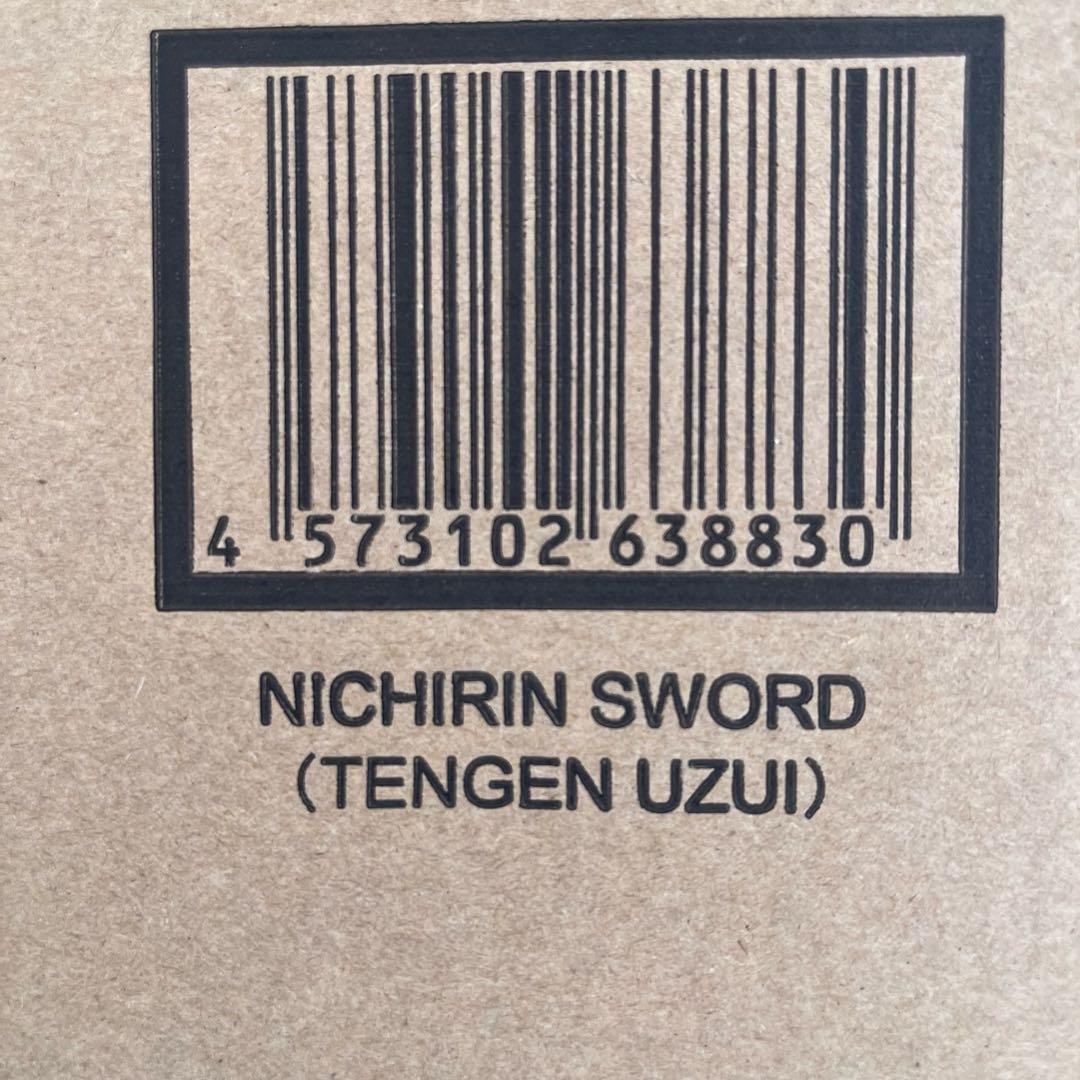 4 573102 638830
NICHIRIN SWORD
(TENGEN UZUI)